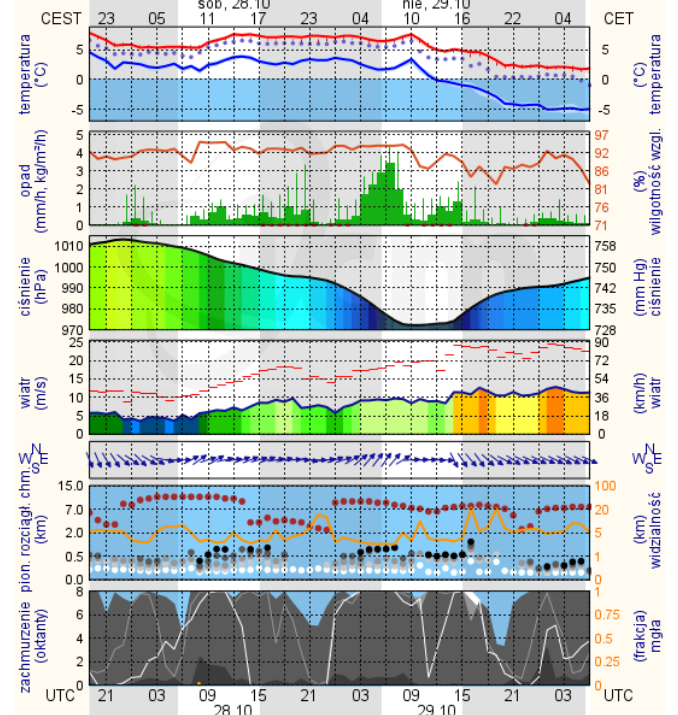 sob, 28.10 nie, 29.10
CEST 23 05 11 17 23 04 10 16 22 04 CET
temperatura (°C) 5 0 -5 5 0 -5 (°C) temperatura
opad (mm/h, kg/m²/h) 5 4 3 2 1 0 97 92 86 81 76 71 (%) wilgotność wzgl.
ciśnienie (hPa) 1010 1000 990 980 970 758 750 742 735 728 (mm Hg) ciśnienie
wiatr (m/s) 25 20 15 10 5 0 90 72 54 36 18 0 (km/h) wiatr
N W E S N W E S
pion. rozciągł. chm. (km) 15.0 7.0 2.0 0.5 0.0 100 20 5 1 0 (km) widzialność
zachmurzenie (oktanty) 8 6 4 2 0 1 0.75 0.5 0.25 0 (frakcja) mgła
UTC 21 03 09 15 21 03 09 15 21 03 UTC
28.10 29.10